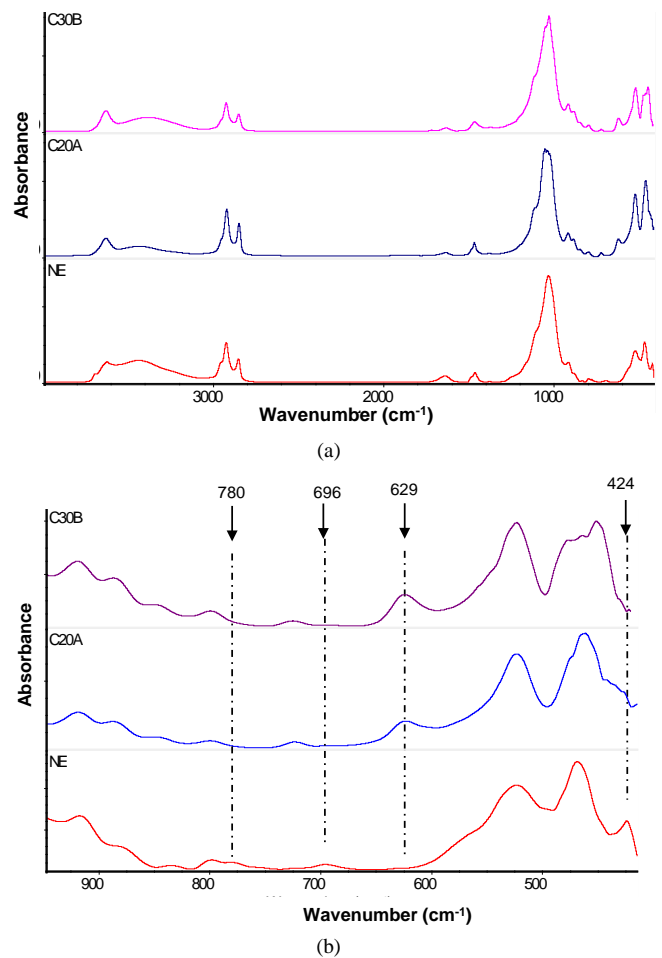 C30B
C20A
NE
Absorbance
3000 2000 1000
Wavenumber (cm-1)
(a)
780 696 629 424
C30B
C20A
NE
Absorbance
900 800 700 600 500
Wavenumber (cm-1)
(b)